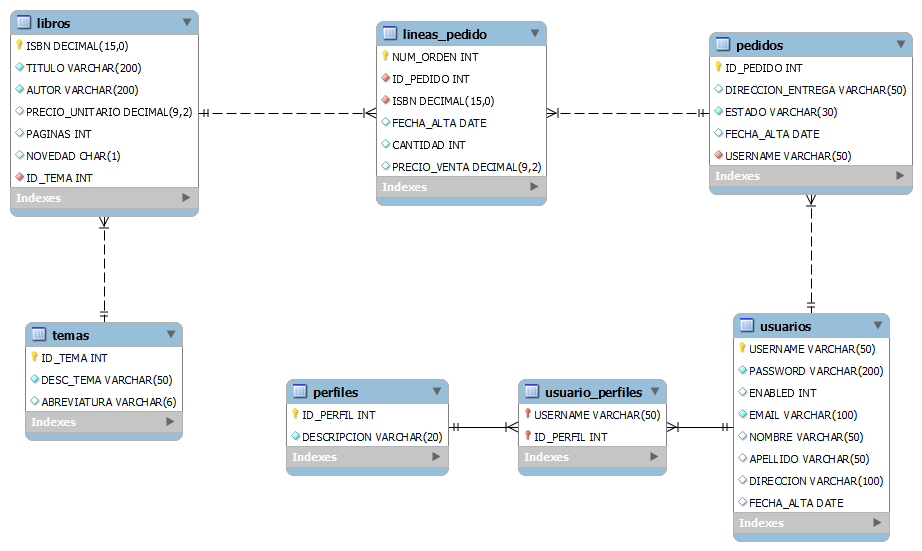 libros
ISBN DECIMAL(15,0)
TITULO VARCHAR(200)
AUTOR VARCHAR(200)
PRECIO_UNITARIO DECIMAL(9,2)
PAGINAS INT
NOVEDAD CHAR(1)
ID_TEMA INT
Indexes
lineas_pedido
NUM_ORDEN INT
ID_PEDIDO INT
ISBN DECIMAL(15,0)
FECHA_ALTA DATE
CANTIDAD INT
PRECIO_VENTA DECIMAL(9,2)
Indexes
pedidos
ID_PEDIDO INT
DIRECCION_ENTREGA VARCHAR(50)
ESTADO VARCHAR(30)
FECHA_ALTA DATE
USERNAME VARCHAR(50)
Indexes
temas
ID_TEMA INT
DESC_TEMA VARCHAR(50)
ABREVIATURA VARCHAR(6)
Indexes
perfiles
ID_PERFIL INT
DESCRIPCION VARCHAR(20)
Indexes
usuario_perfiles
USERNAME VARCHAR(50)
ID_PERFIL INT
Indexes
usuarios
USERNAME VARCHAR(50)
PASSWORD VARCHAR(200)
ENABLED INT
EMAIL VARCHAR(100)
NOMBRE VARCHAR(50)
APELLIDO VARCHAR(50)
DIRECCION VARCHAR(100)
FECHA_ALTA DATE
Indexes